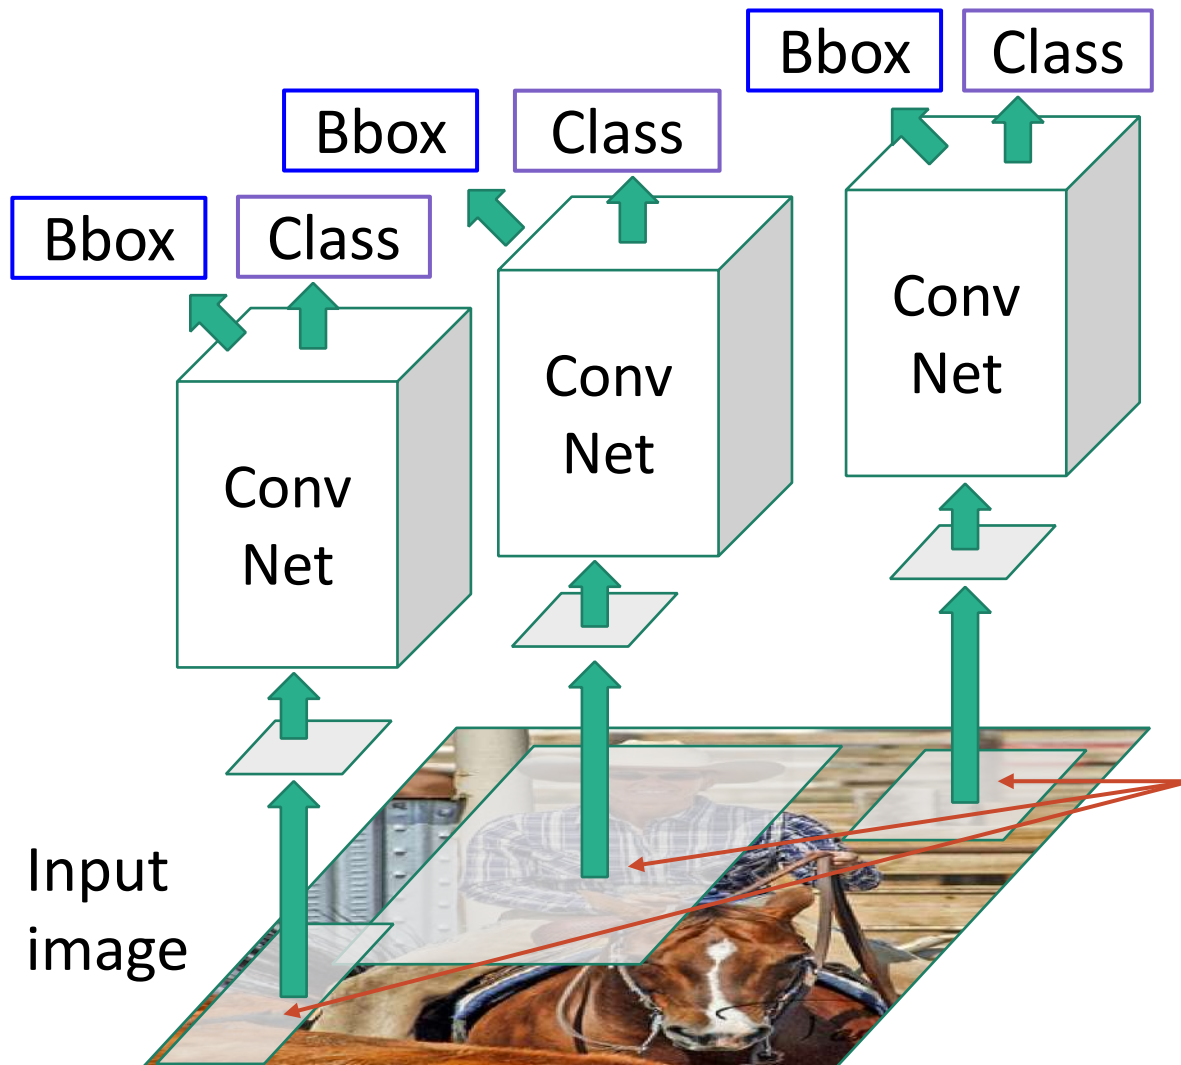 Bbox
Class
Bbox
Class
Bbox
Class
Conv
Net
Conv
Net
Conv
Net
Input
image